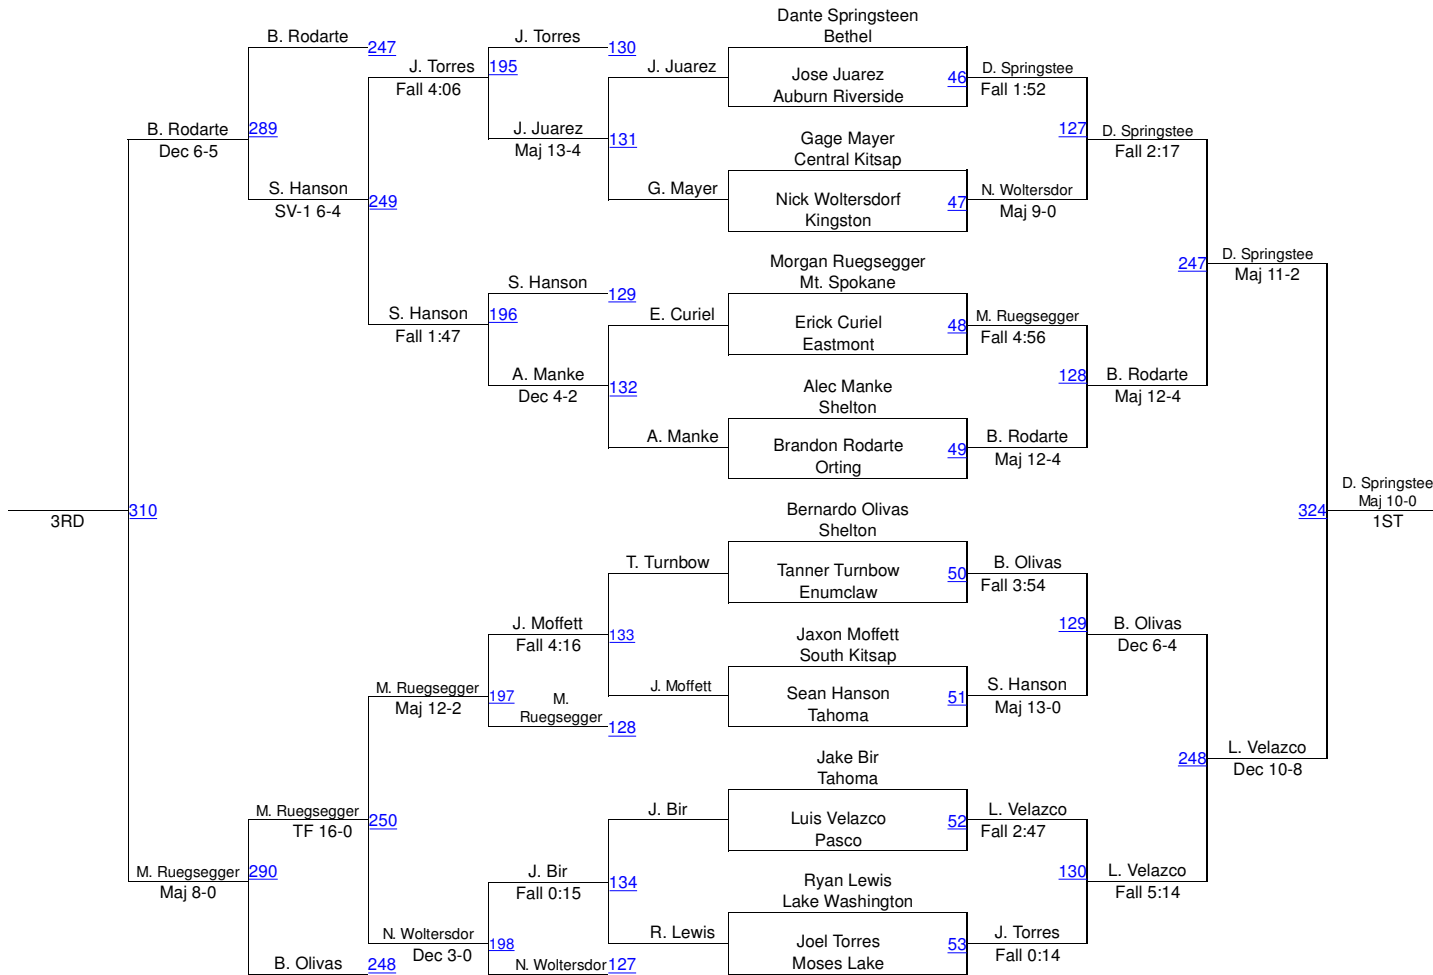 Dante Springsteen
Bethel
B. Rodarte
247
J. Torres
130
J. Torres
195
Fall 4:06
J. Juarez
Jose Juarez
Auburn Riverside
46
D. Springstee
Fall 1:52
B. Rodarte
289
Dec 6-5
J. Juarez
131
Maj 13-4
Gage Mayer
Central Kitsap
127
D. Springstee
Fall 2:17
S. Hanson
SV-1 6-4
249
G. Mayer
Nick Woltersdorf
Kingston
47
N. Woltersdor
Maj 9-0
Morgan Ruegsegger
Mt. Spokane
247
D. Springstee
Maj 11-2
S. Hanson
129
S. Hanson
196
Fall 1:47
E. Curiel
Erick Curiel
Eastmont
48
M. Ruegsegger
Fall 4:56
A. Manke
132
Dec 4-2
Alec Manke
Shelton
128
B. Rodarte
Maj 12-4
A. Manke
Brandon Rodarte
Orting
49
B. Rodarte
Maj 12-4
310
3RD
Bernardo Olivas
Shelton
324
D. Springstee
Maj 10-0
1ST
T. Turnbow
Tanner Turnbow
Enumclaw
50
B. Olivas
Fall 3:54
J. Moffett
133
Fall 4:16
Jaxon Moffett
South Kitsap
129
B. Olivas
Dec 6-4
M. Ruegsegger
197
Maj 12-2
M.
Ruegsegger
128
J. Moffett
Sean Hanson
Tahoma
51
S. Hanson
Maj 13-0
Jake Bir
Tahoma
248
L. Velazco
Dec 10-8
M. Ruegsegger
250
TF 16-0
J. Bir
Luis Velazco
Pasco
52
L. Velazco
Fall 2:47
M. Ruegsegger
290
Maj 8-0
J. Bir
134
Fall 0:15
Ryan Lewis
Lake Washington
130
L. Velazco
Fall 5:14
N. Woltersdor
198
Dec 3-0
R. Lewis
Joel Torres
Moses Lake
53
J. Torres
Fall 0:14
B. Olivas
248
N. Woltersdor
127